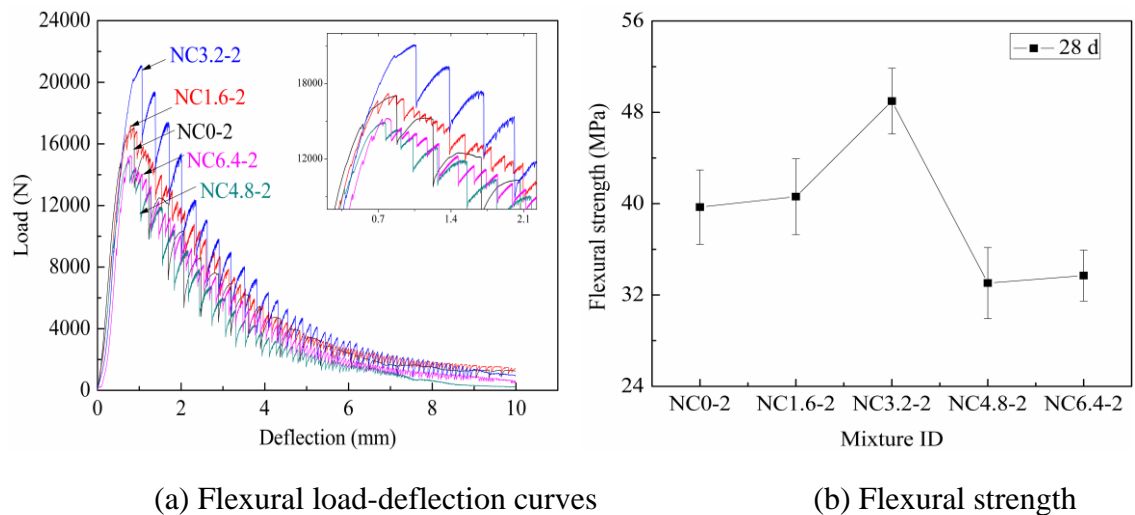 24000
20000
16000
12000
8000
4000
0
Load (N)
NC3.2-2
NC1.6-2
NC0-2
NC6.4-2
NC4.8-2
18000
12000
0.7 1.4 2.1
0 2 4 6 8 10
Deflection (mm)
(a) Flexural load-deflection curves
56
48
40
32
24
Flexural strength (MPa)
28 d
NC0-2 NC1.6-2 NC3.2-2 NC4.8-2 NC6.4-2
Mixture ID
(b) Flexural strength